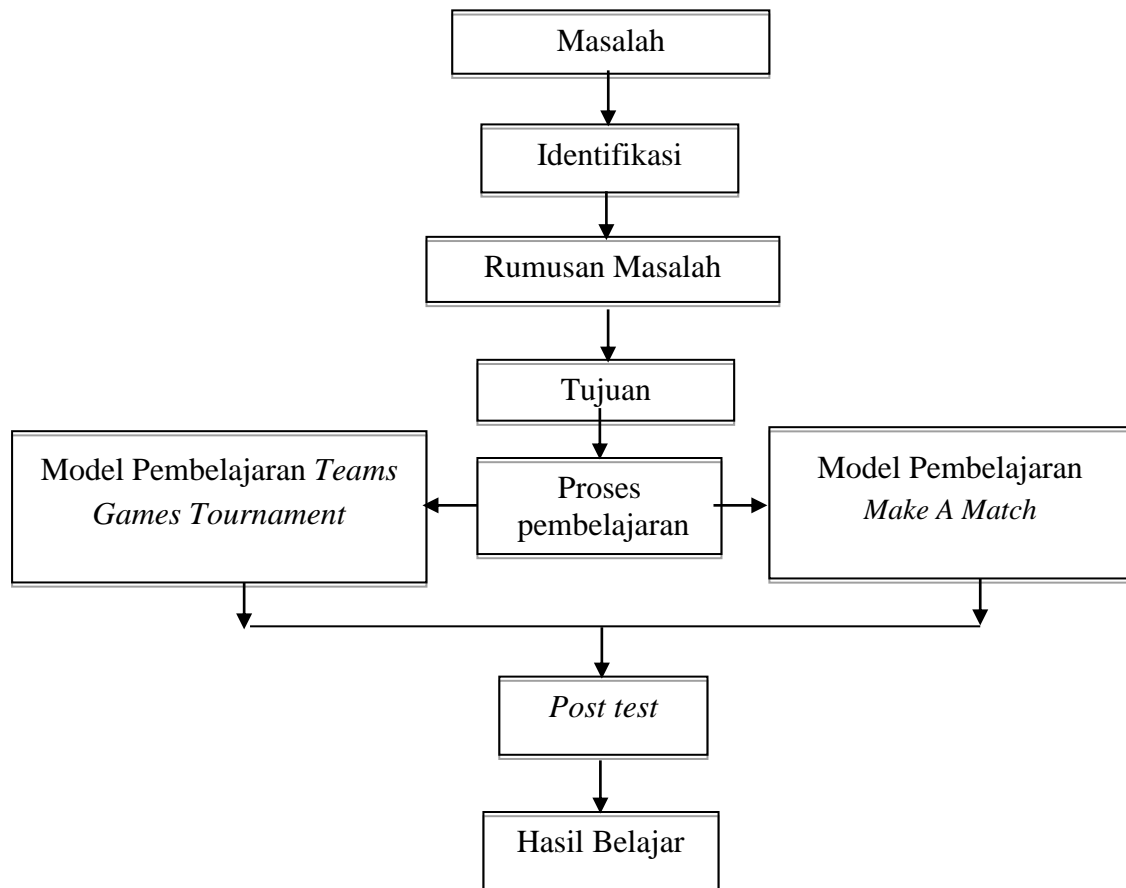 Masalah
Identifikasi
Rumusan Masalah
Tujuan
Model Pembelajaran Teams
Games Tournament
Proses
pembelajaran
Model Pembelajaran
Make A Match
Post test
Hasil Belajar